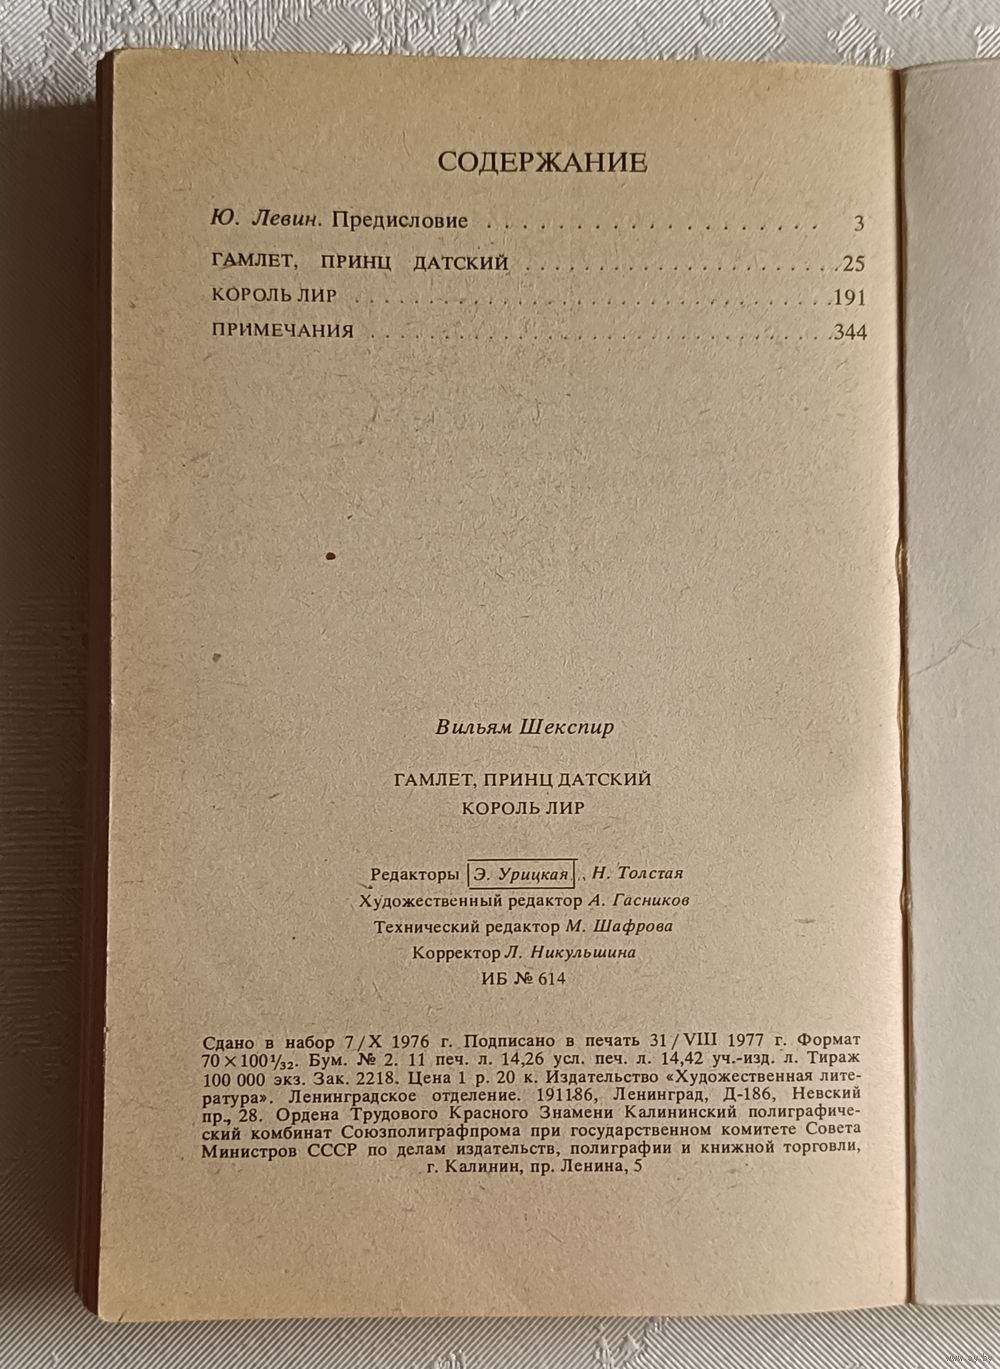 СОДЕРЖАНИЕ
Ю. Левин. Предисловие . . . . . . . . . . . . . . . . . . . 3
ГАМЛЕТ, ПРИНЦ ДАТСКИЙ . . . . . . . . . . . . . . . . . . . . . .25
КОРОЛЬ ЛИР . . . . . . . . . . . . . . . . . . . . . . . . . . . . . . . . .191
ПРИМЕЧАНИЯ . . . . . . . . . . . . . . . . . . . . . . . . . . . . . . . .344
Вильям Шекспир
ГАМЛЕТ, ПРИНЦ ДАТСКИЙ
КОРОЛЬ ЛИР
Редакторы Э. Урицкая, Н. Толстая
Художественный редактор А. Гасников
Технический редактор М. Шафрова
Корректор Л. Никульшина
ИБ № 614
Сдано в набор 7/X 1976 г. Подписано в печать 31/VIII 1977 г. Формат
70×100 1/32. Бум. № 2. 11 печ. л. 14,26 усл. печ. л. 14,42 уч.-изд. л. Тираж
100 000 экз. Зак. 2218. Цена 1 р. 20 к. Издательство «Художественная лите-
ратура». Ленинградское отделение. 191186, Ленинград, Д-186, Невский
пр., 28. Ордена Трудового Красного Знамени Калининский полиграфиче-
ский комбинат Союзполиграфпрома при государственном комитете Совета
Министров СССР по делам издательств, полиграфии и книжной торговли,
г. Калинин, пр. Ленина, 5